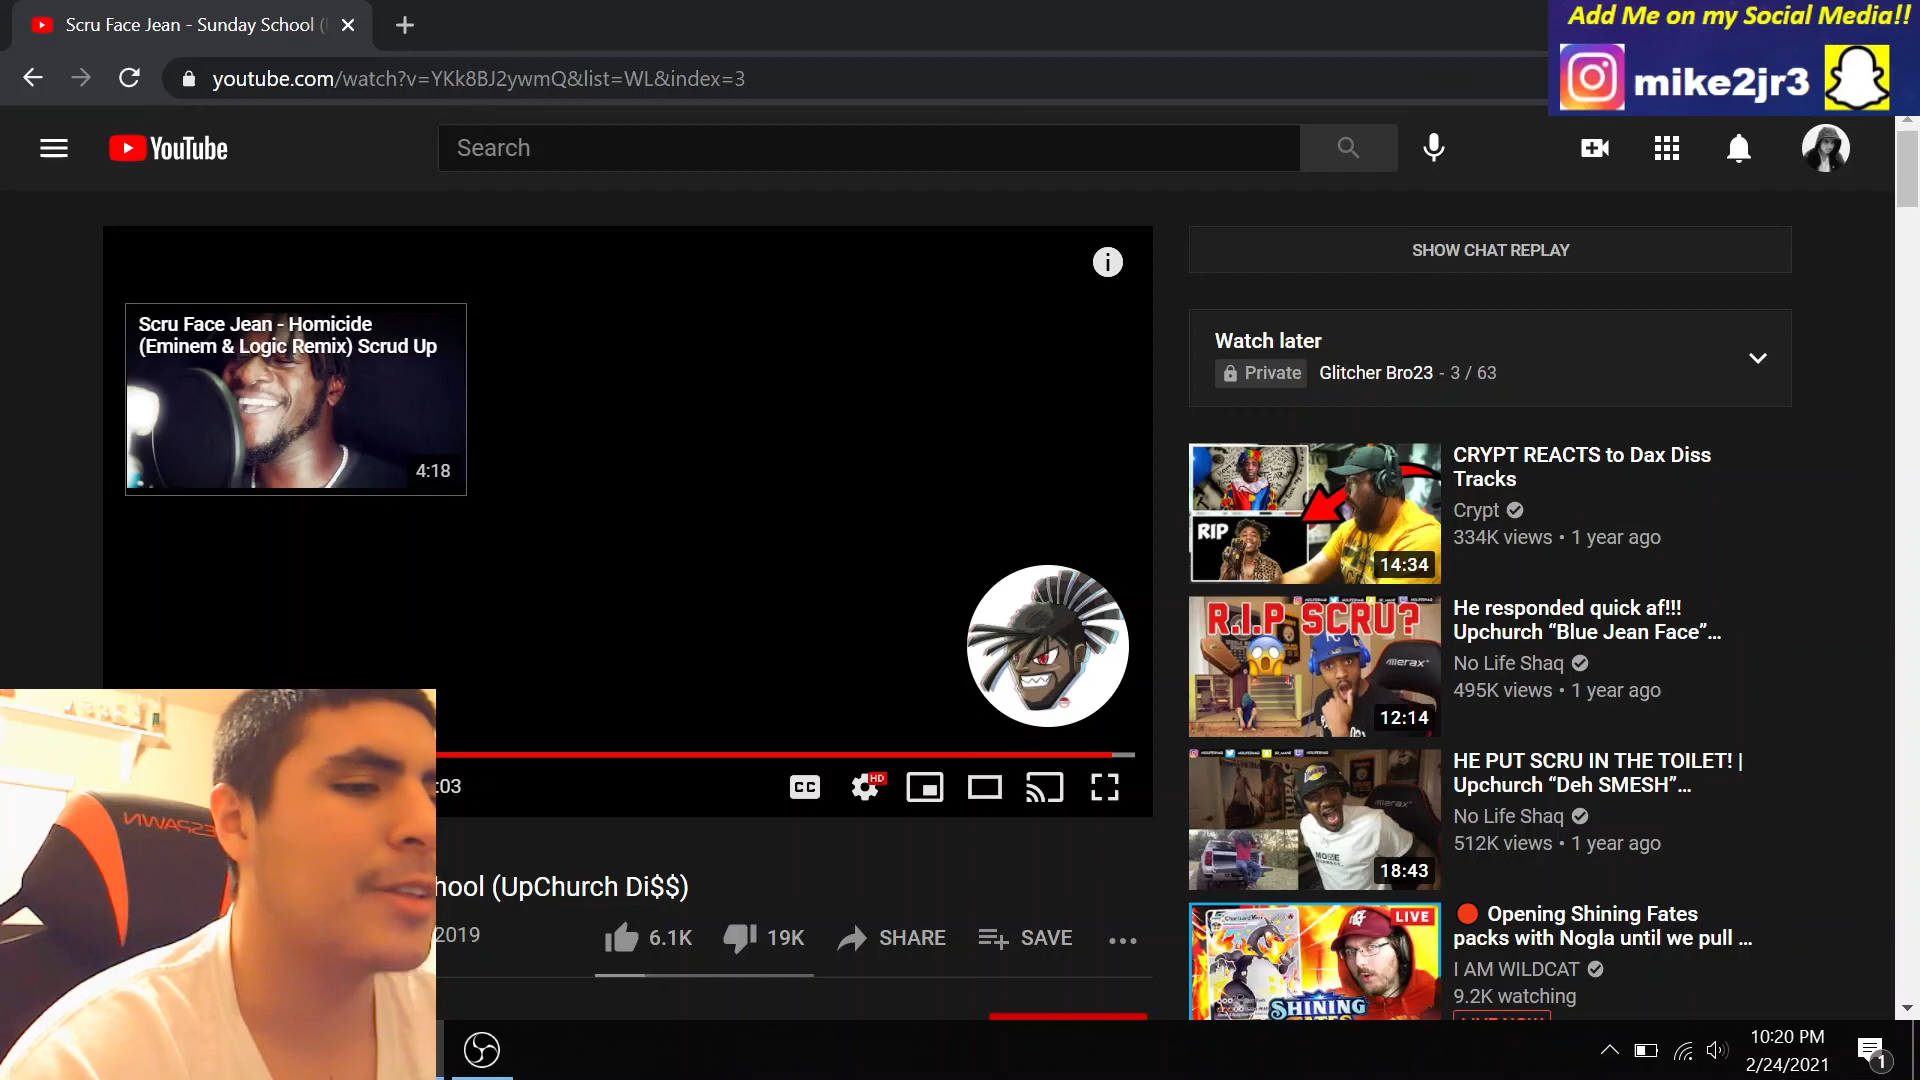 Scru Face Jean - Sunday School (
Add Me on my Social Media!!
youtube.com/watch?v=YKk8BJ2ywmQ&list=WL&index=3
mike2jr3
YouTube
Search
SHOW CHAT REPLAY
Scru Face Jean - Homicide
(Eminem & Logic Remix) Scrud Up
4:18
Watch later
Private
Glitcher Bro23 - 3 / 63
RIP
14:34
CRYPT REACTS to Dax Diss
Tracks
Crypt
334K views • 1 year ago
R.I.P SCRU?
12:14
He responded quick af!!!
Upchurch “Blue Jean Face”...
No Life Shaq
495K views • 1 year ago
18:43
HE PUT SCRU IN THE TOILET! |
Upchurch “Deh SMESH”...
No Life Shaq
512K views • 1 year ago
:03
CC
HD
hool (UpChurch Di$$)
2019
6.1K
19K
SHARE
SAVE
LIVE
SHINING
Opening Shining Fates
packs with Nogla until we pull ...
I AM WILDCAT
9.2K watching
LIVE NOW
10:20 PM
2/24/2021
1